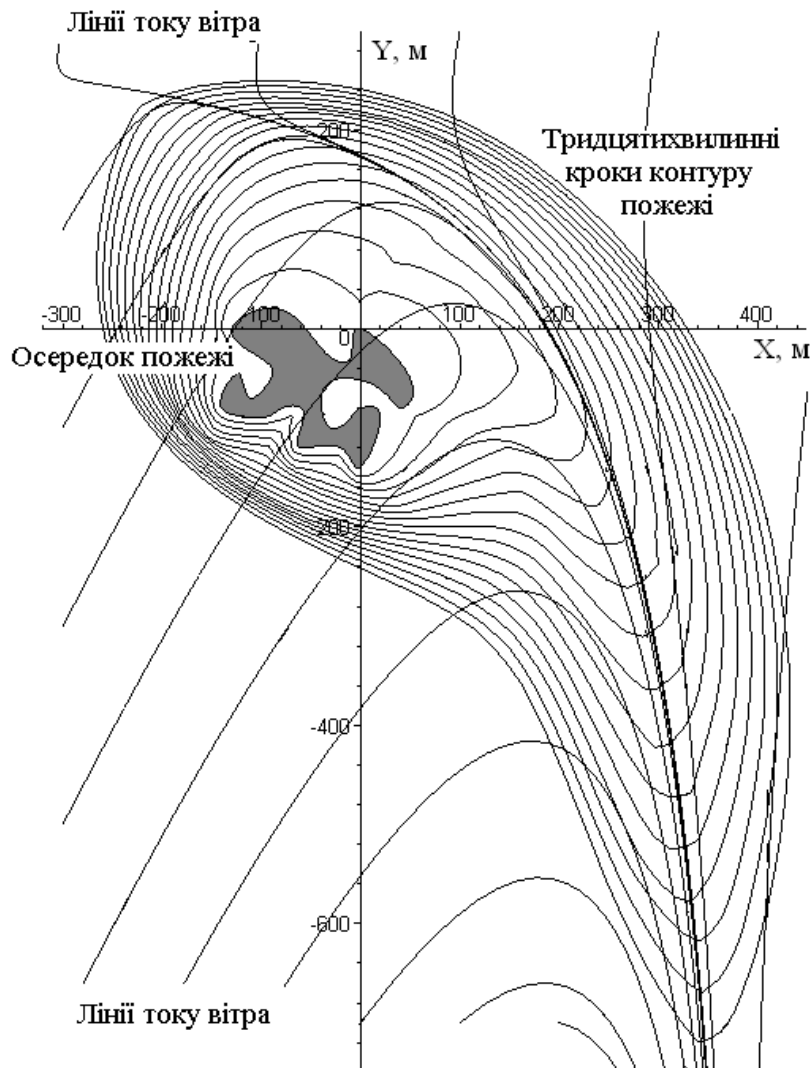 Лінії току вітра
Y, м
200
Тридцятихвилинні
кроки контуру
пожежі
-300
-200
-100
0
100
200
300
400
X, м
Осередок пожежі
-200
-400
-600
Лінії току вітра